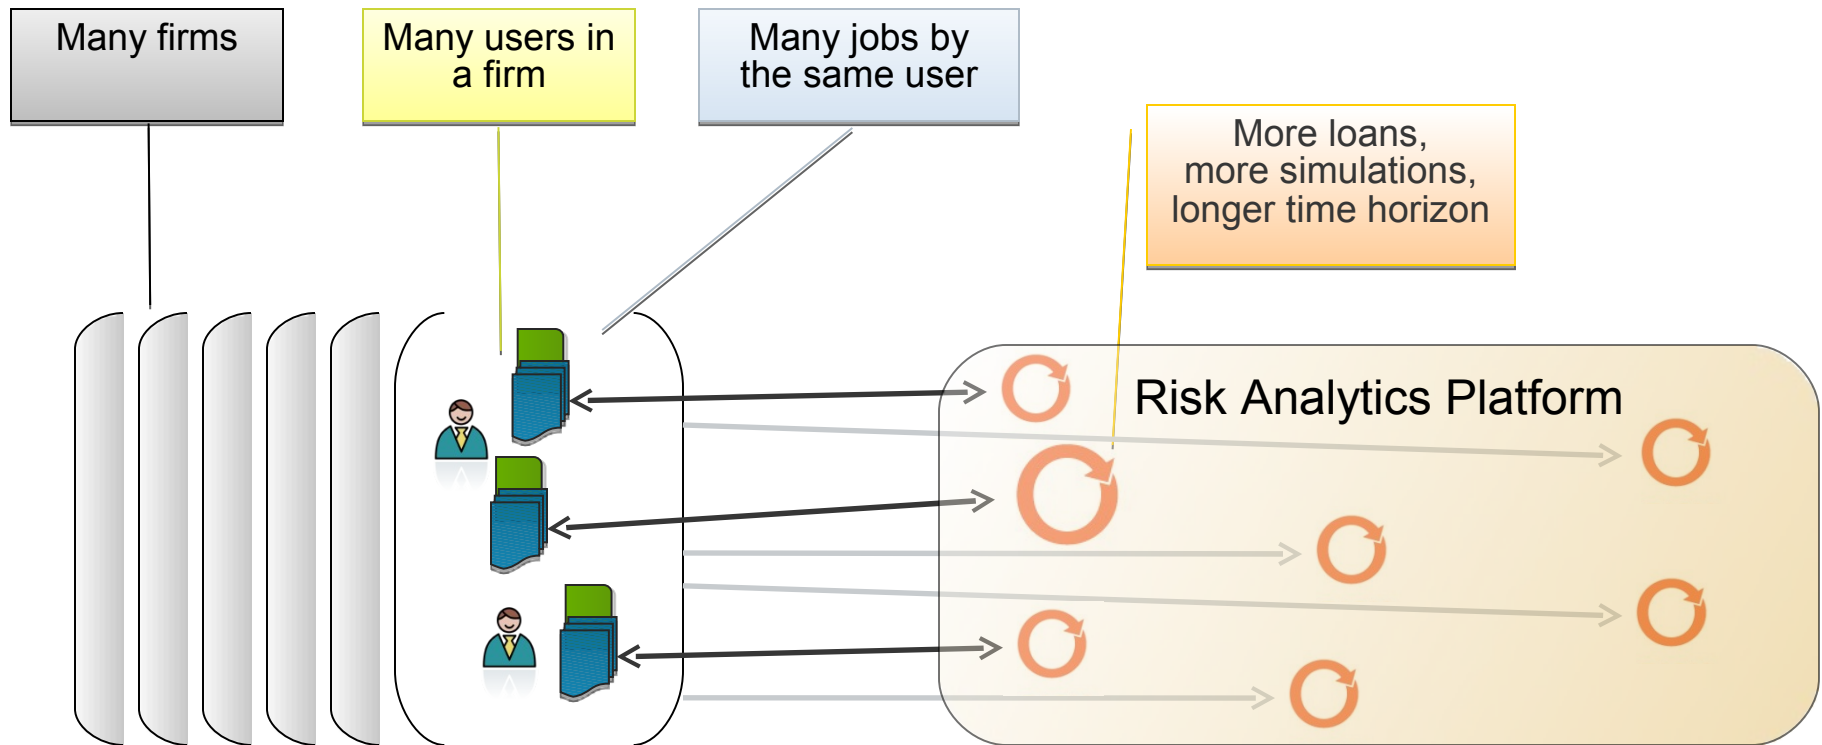 Many firms
Many users in
a firm
Many jobs by
the same user
More loans,
more simulations,
longer time horizon
Risk Analytics Platform